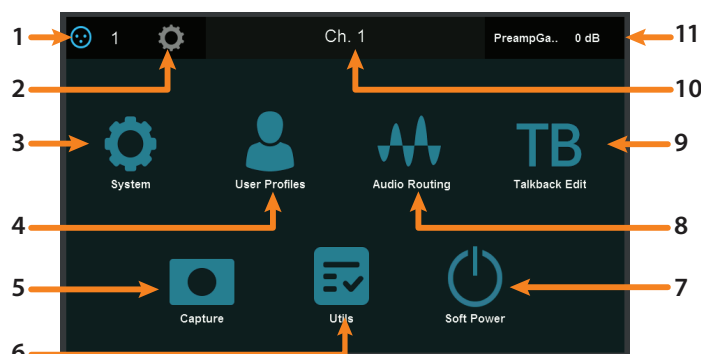 1 1 Ch. 1 PreampGa.. 0 dB 11
2 10
3 TB 9
System User Profiles Audio Routing Talkback Edit
4 8
5 7
Capture Utils Soft Power
6